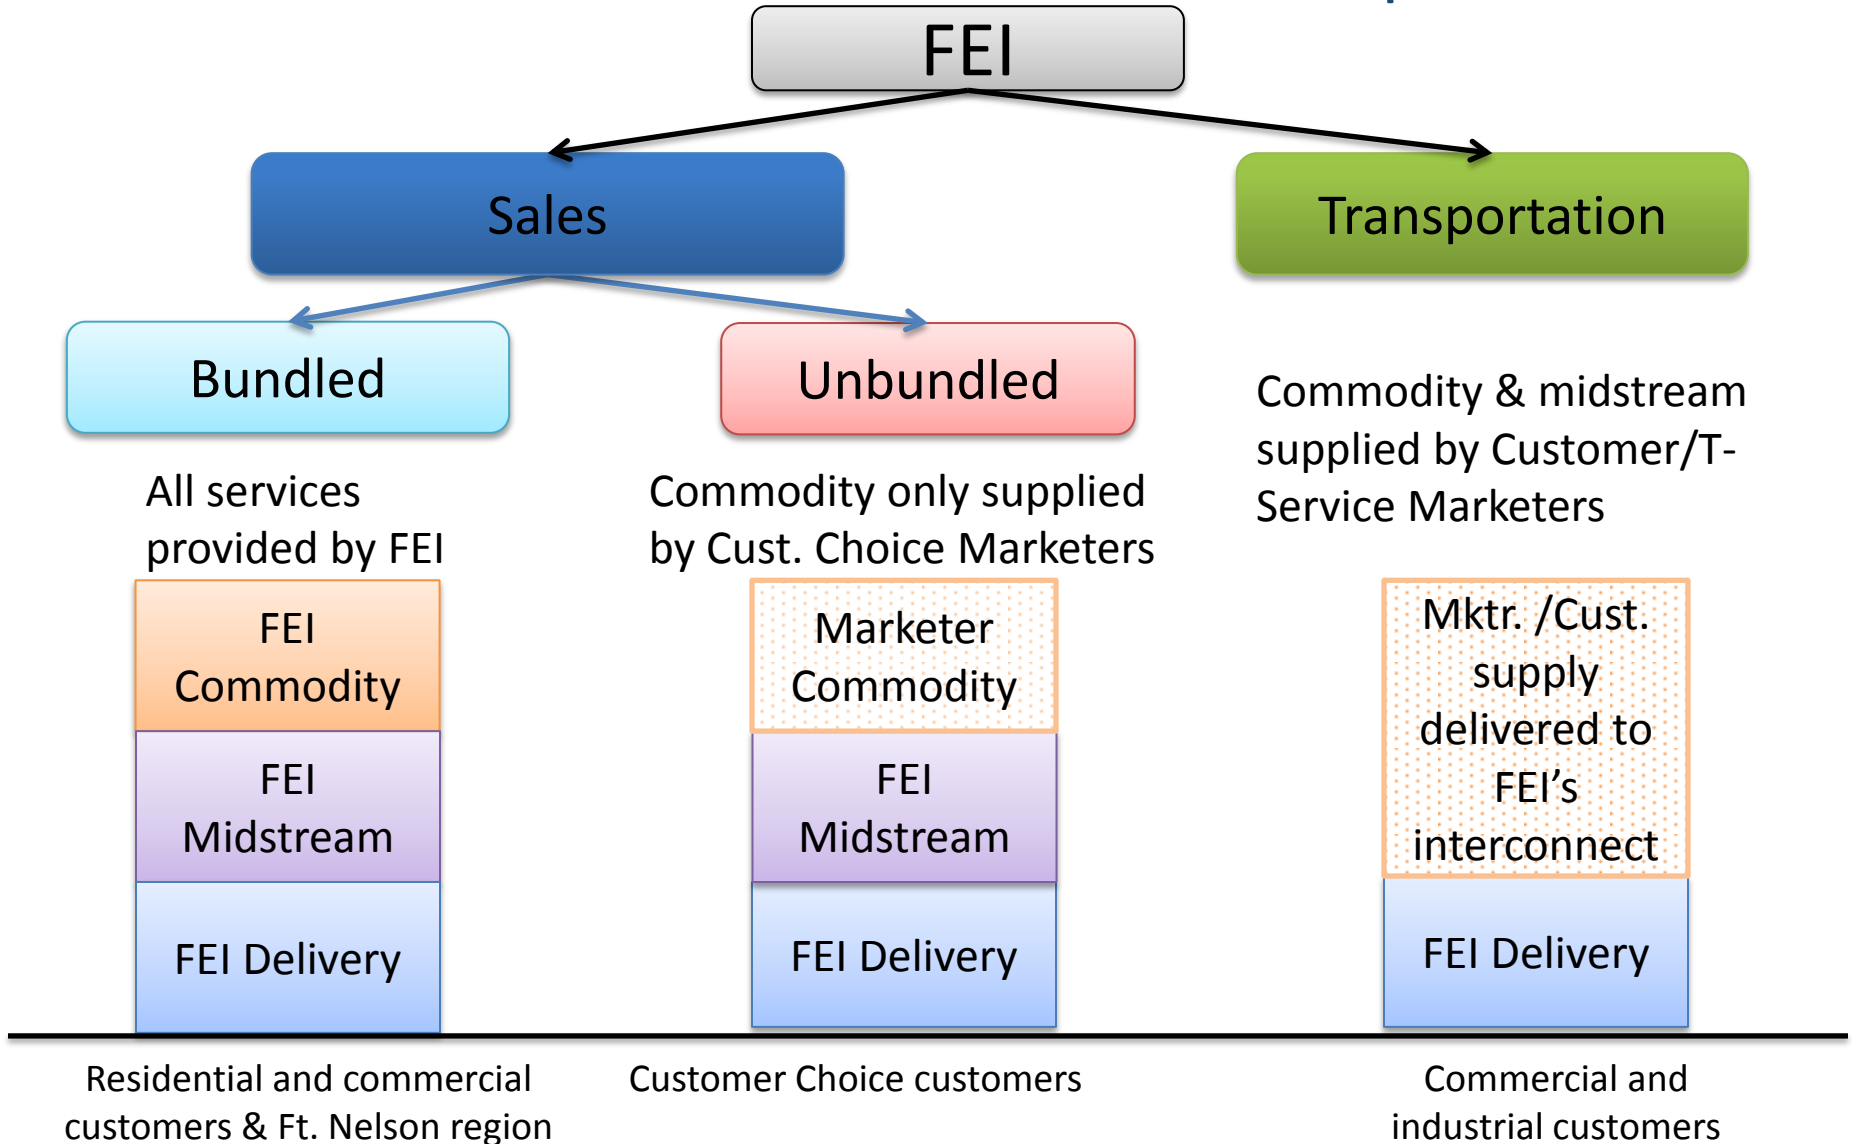 FEI
Sales
Transportation
Bundled
Unbundled
Commodity & midstream
supplied by Customer/T-
Service Marketers
All services
provided by FEI
Commodity only supplied
by Cust. Choice Marketers
FEI
Commodity
FEI
Midstream
FEI Delivery
Marketer
Commodity
FEI
Midstream
FEI Delivery
Mktr. /Cust.
supply
delivered to
FEI’s
interconnect
FEI Delivery
Residential and commercial
customers & Ft. Nelson region
Customer Choice customers
Commercial and
industrial customers